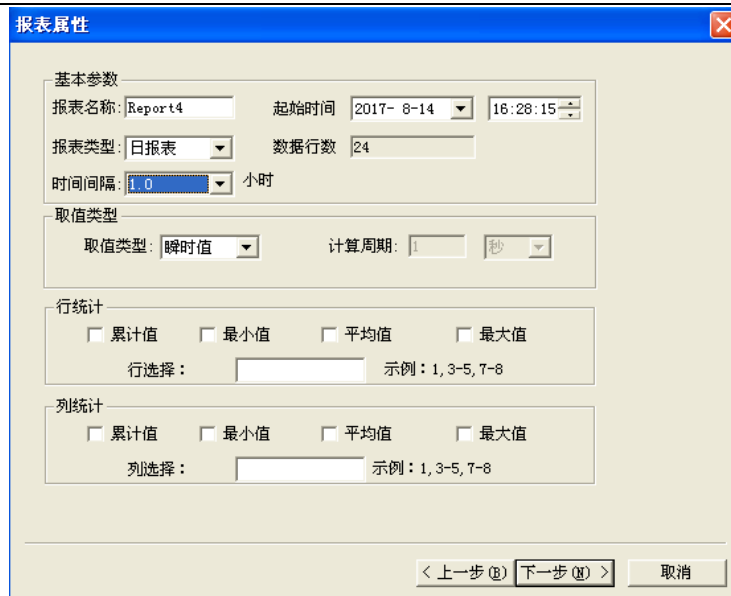 报表属性
基本参数
报表名称: Report4 起始时间 2017- 8-14 16:28:15
报表类型: 日报表 数据行数 24
时间间隔: 1.0 小时
取值类型
取值类型: 瞬时值 计算周期: 1 秒
行统计
累计值 最小值 平均值 最大值
行选择： 示例：1,3-5,7-8
列统计
累计值 最小值 平均值 最大值
列选择： 示例：1,3-5,7-8
< 上一步(B) 下一步(N) > 取消